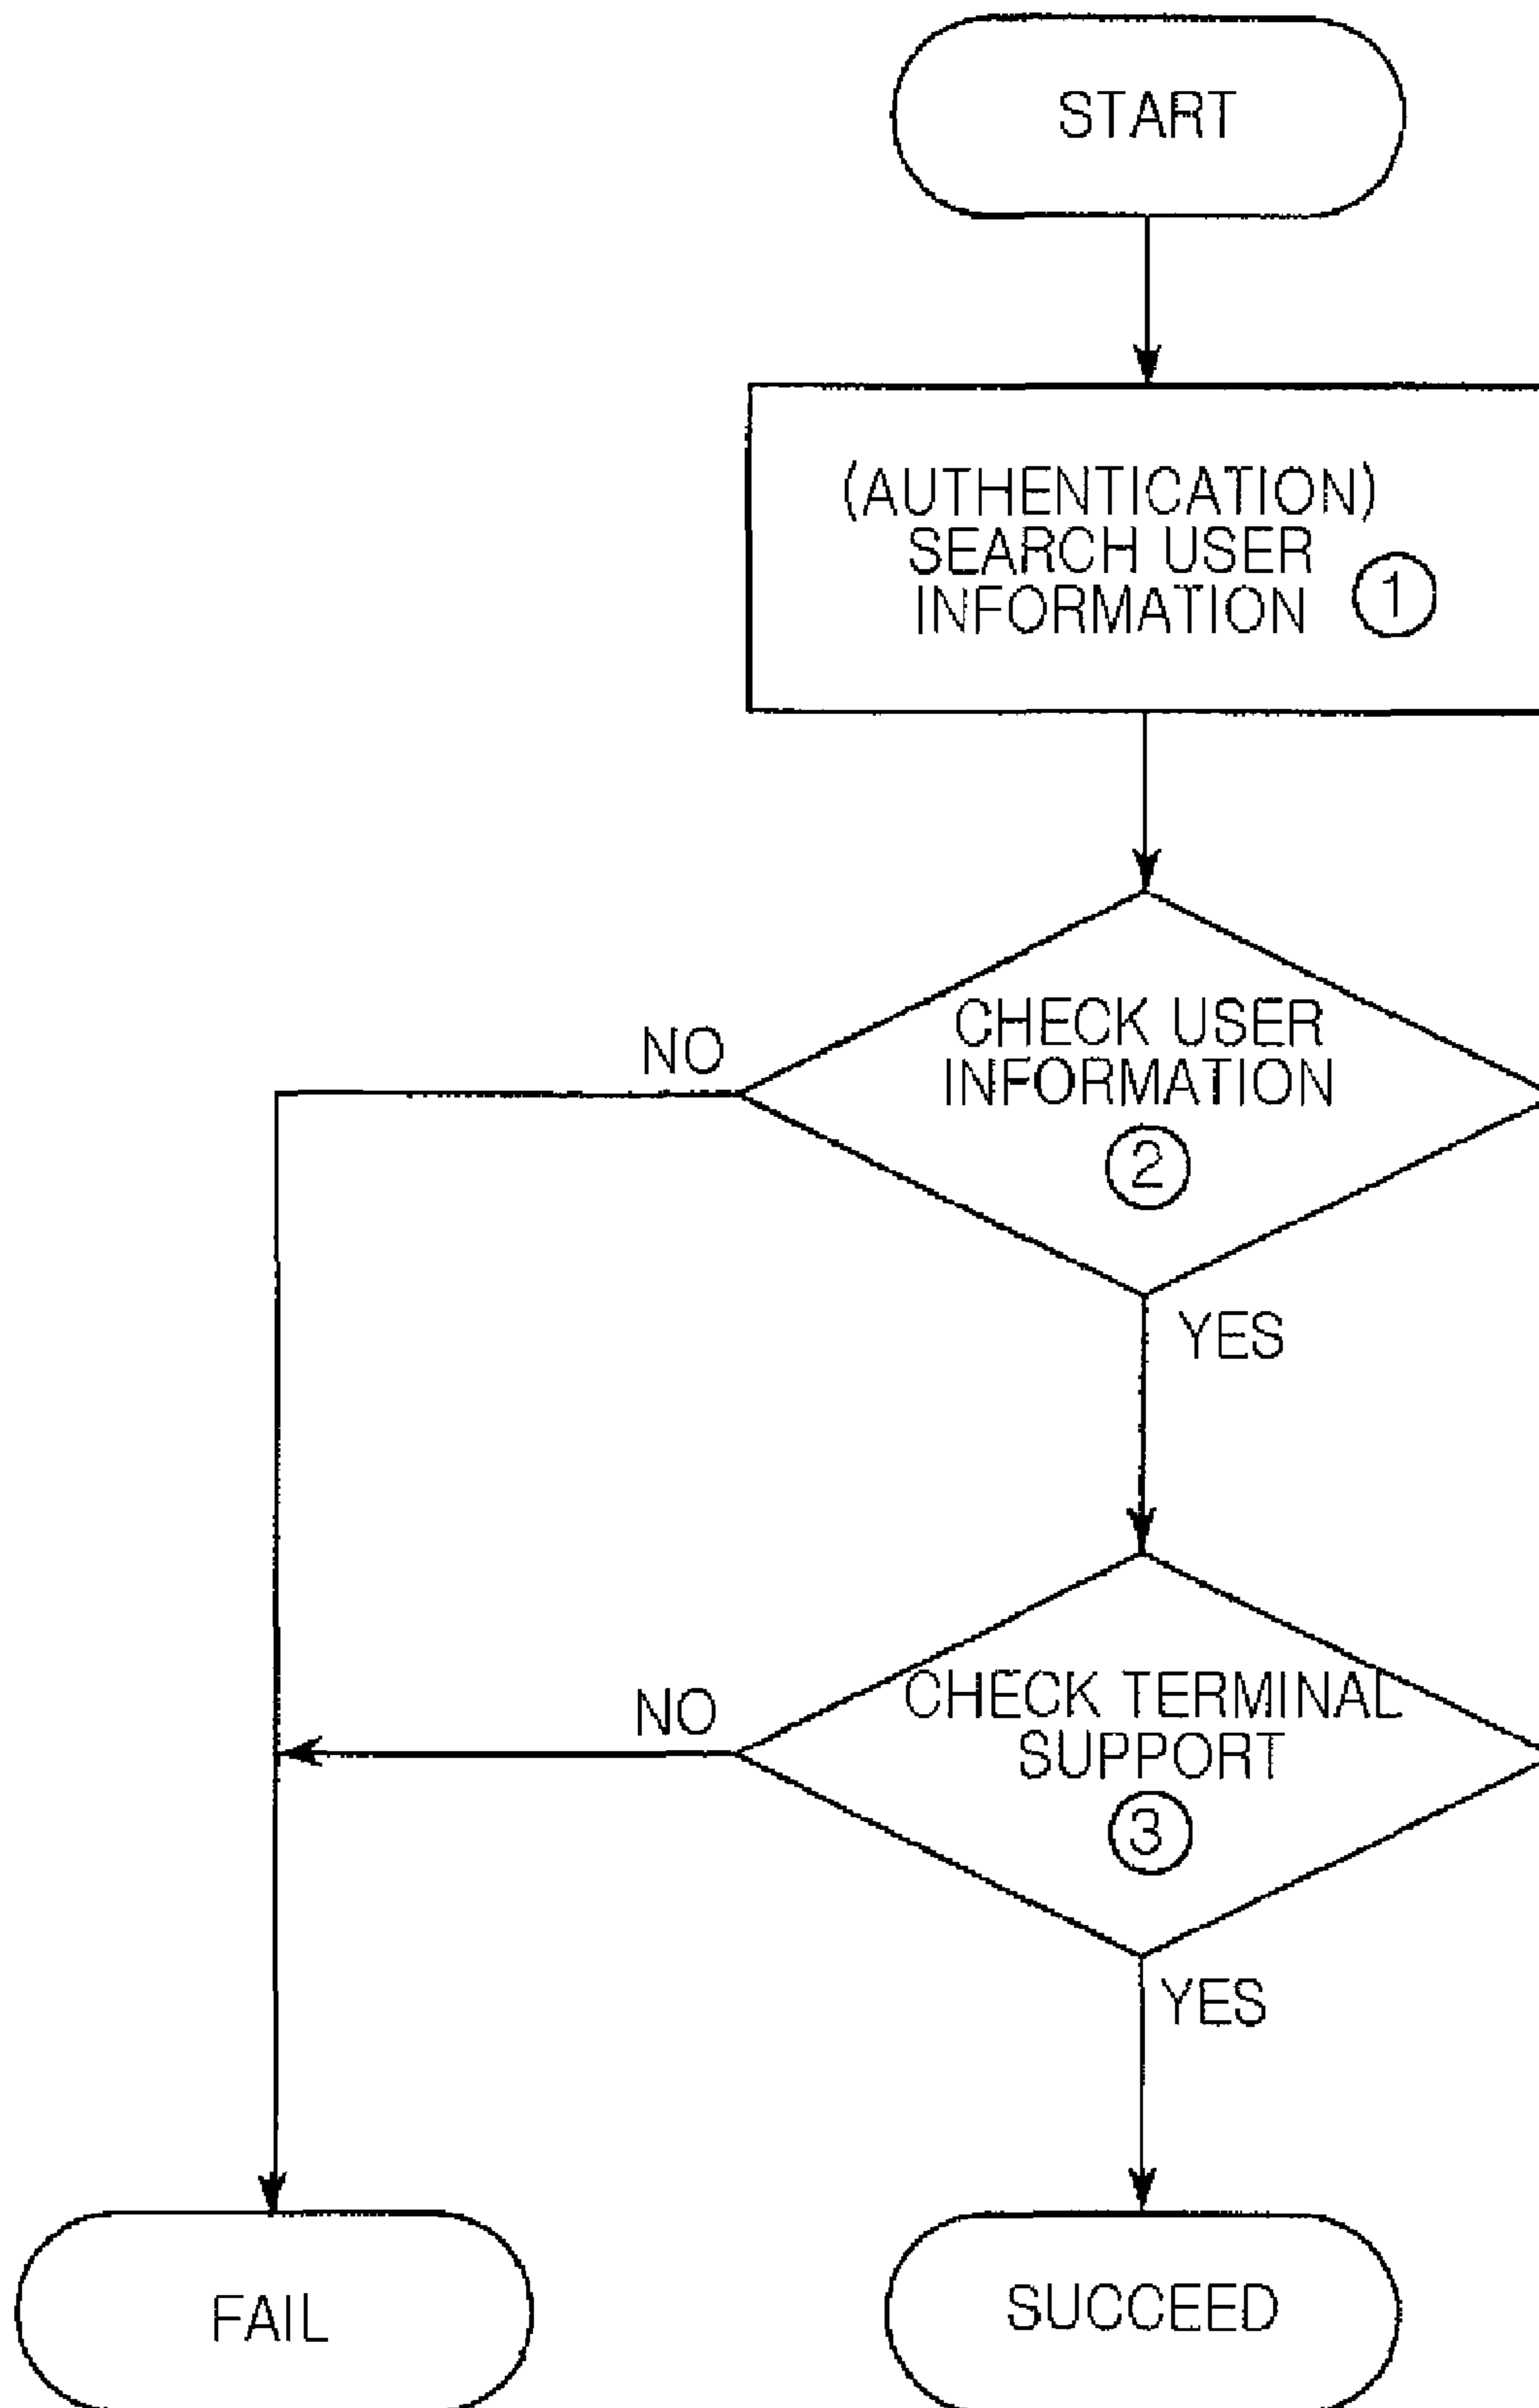 START
(AUTHENTICATION)
SEARCH USER
INFORMATION ①
CHECK USER
INFORMATION
②
NO
YES
CHECK TERMINAL
SUPPORT
③
NO
YES
FAIL
SUCCEED